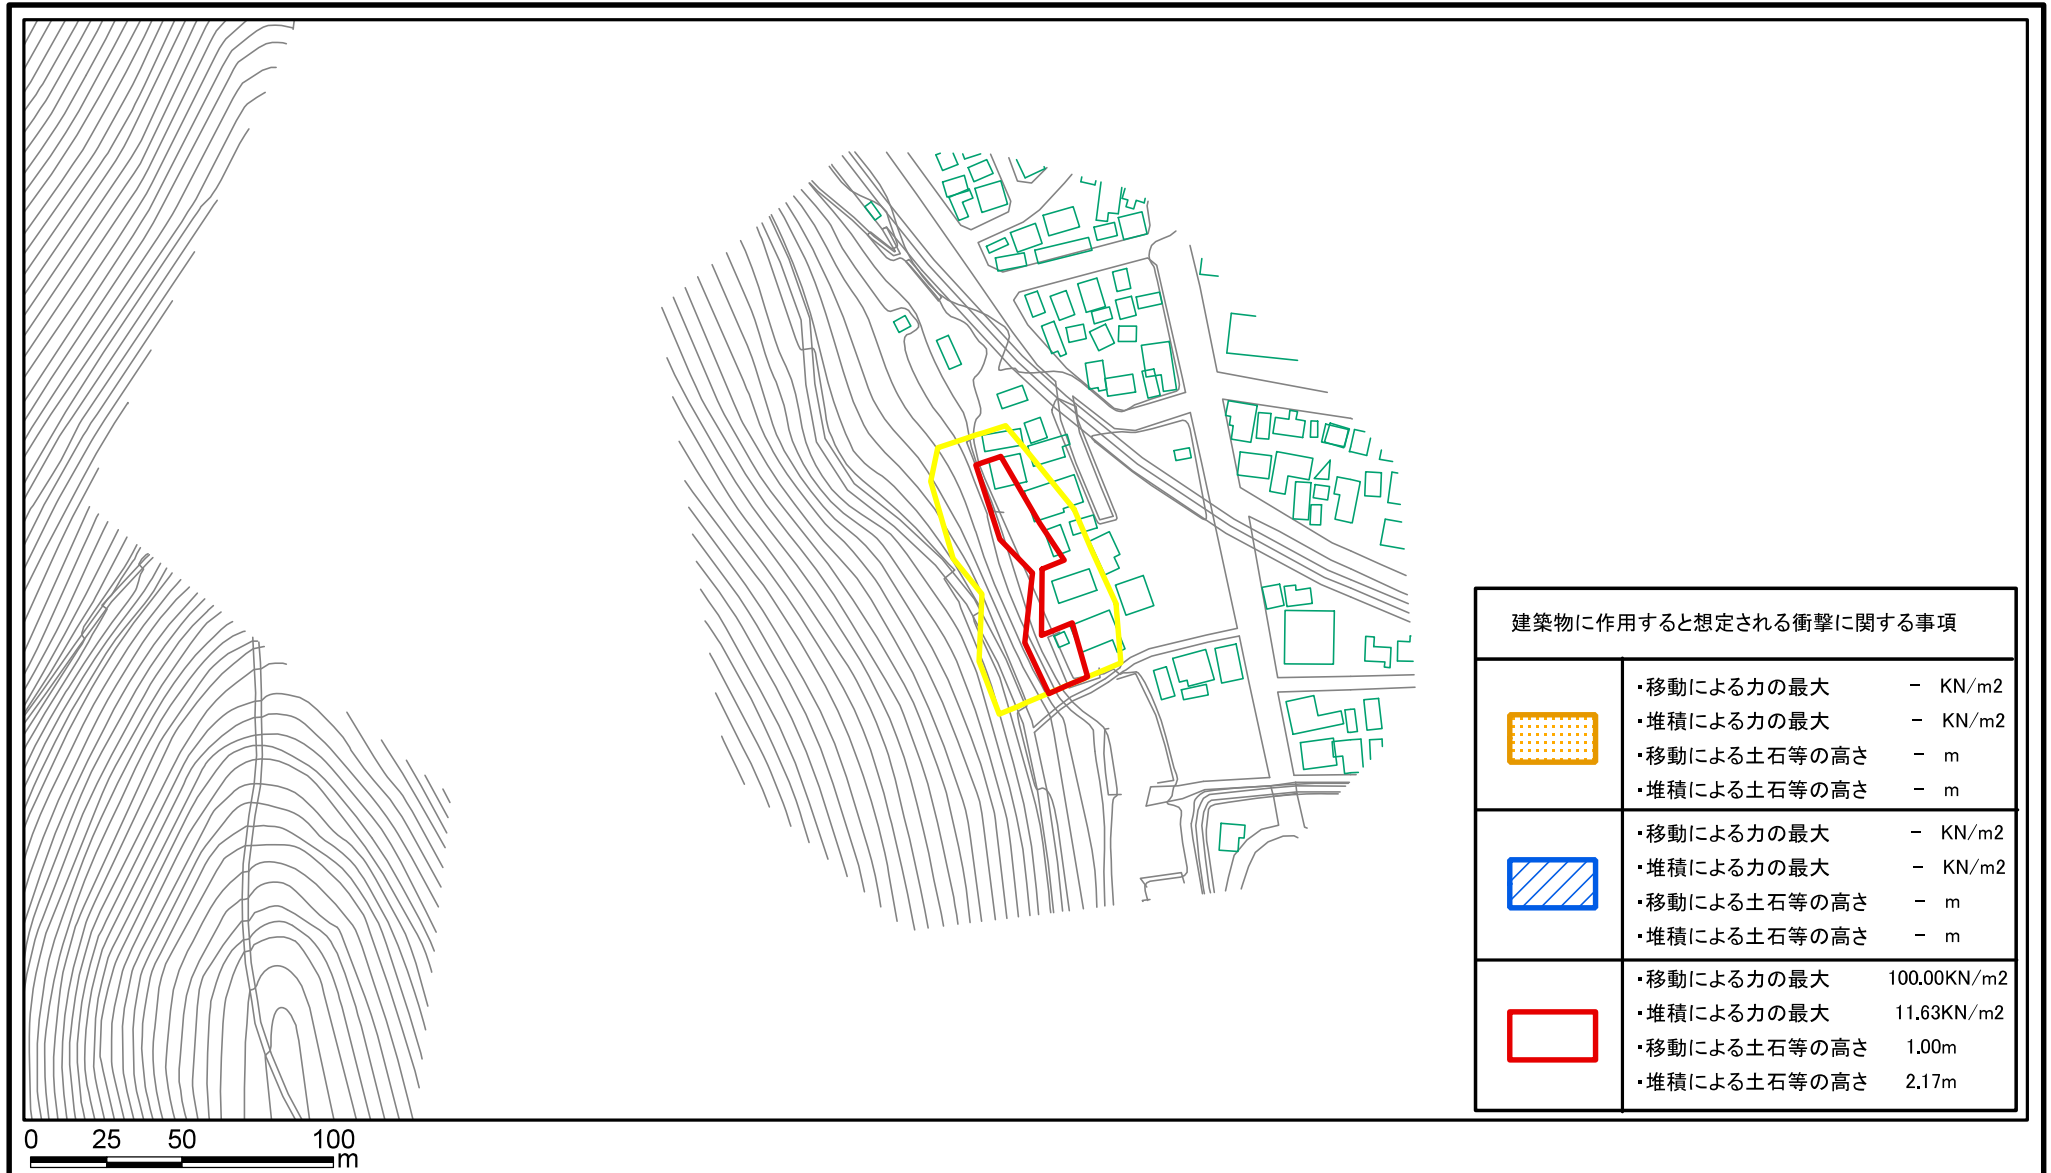 建築物に作用すると想定される衝撃に関する事項
・移動による力の最大 － KN/m2
・堆積による力の最大 － KN/m2
・移動による土石等の高さ － m
・堆積による土石等の高さ － m
・移動による力の最大 － KN/m2
・堆積による力の最大 － KN/m2
・移動による土石等の高さ － m
・堆積による土石等の高さ － m
・移動による力の最大 100.00KN/m2
・堆積による力の最大 11.63KN/m2
・移動による土石等の高さ 1.00m
・堆積による土石等の高さ 2.17m
0 25 50 100
m